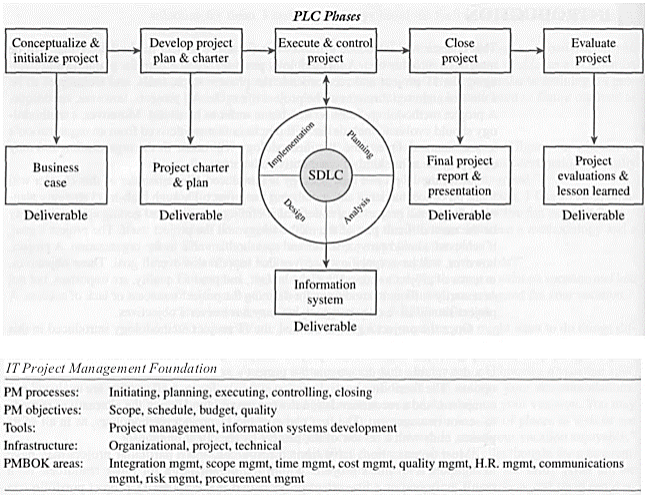 PLC Phases
Conceptualize &
initialize project
Develop project
plan & charter
Execute & control
project
Close
project
Evaluate
project
Implementation
Planning
SDLC
Design
Analysis
Business
case
Deliverable
Project charter
& plan
Deliverable
Final project
report &
presentation
Deliverable
Project
evaluations &
lesson learned
Deliverable
Information
system
Deliverable
IT Project Management Foundation
PM processes: Initiating, planning, executing, controlling, closing
PM objectives: Scope, schedule, budget, quality
Tools: Project management, information systems development
Infrastructure: Organizational, project, technical
PMBOK areas: Integration mgmt, scope mgmt, time mgmt, cost mgmt, quality mgmt, H.R. mgmt, communications
mgmt, risk mgmt, procurement mgmt